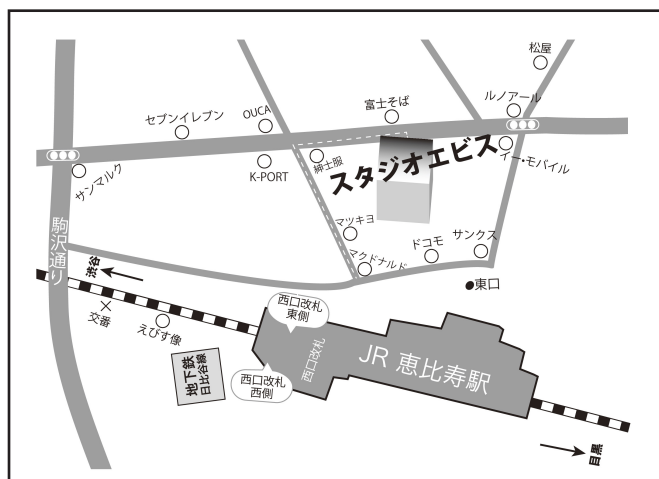 松屋
ルノアール
富士そば
OUCA
セブンイレブン
イー・モバイル
スタジオエビス
紳士服
K-PORT
サンマルク
マツキヨ
マクドナルド
ドコモ
サンクス
東口
駒沢通り
渋谷
交番
えびす像
西口改札
東側
西口改札
JR 恵比寿駅
地下鉄
日比谷線
西口改札
西側
目黒